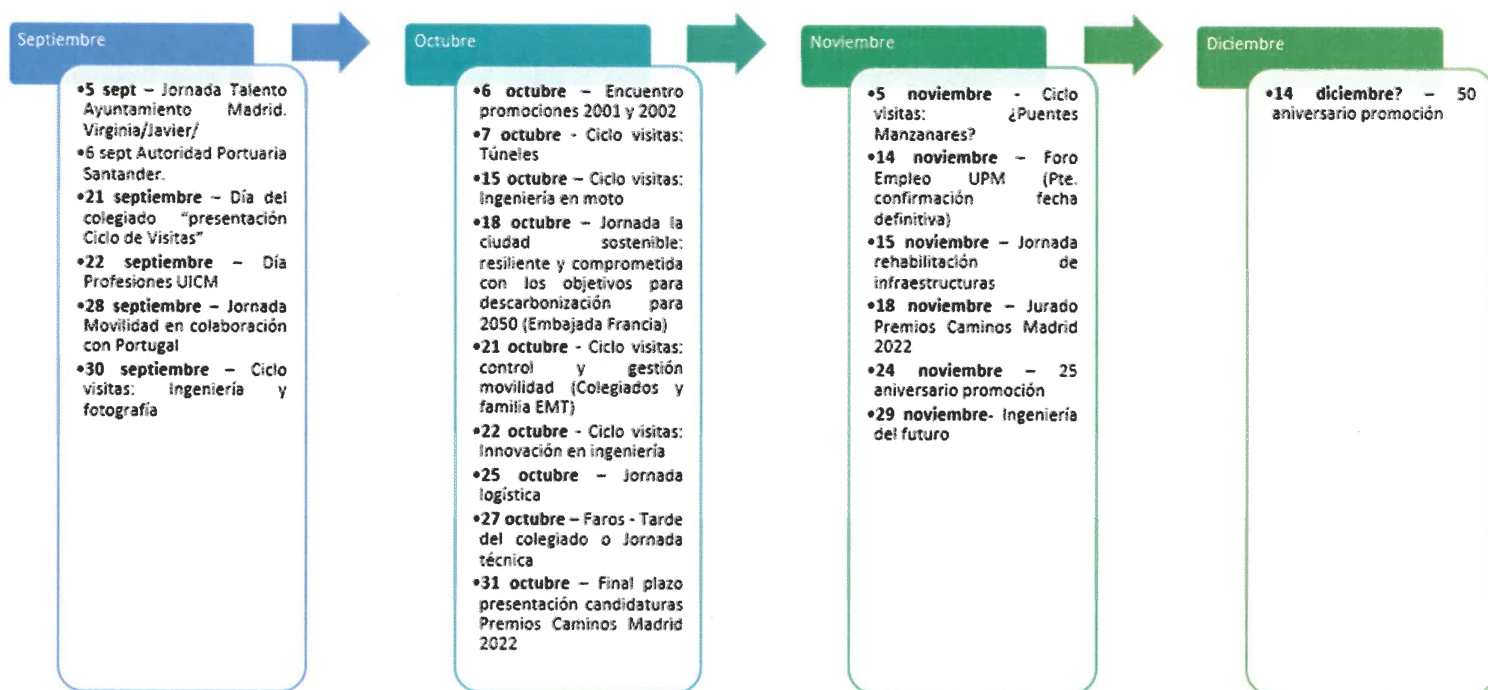 Septiembre
•5 sept – Jornada Talento
Ayuntamiento Madrid.
Virginia/Javier/
•6 sept Autoridad Portuaria
Santander.
•21 septiembre – Día del
colegiado "presentación
Ciclo de Visitas"
•22 septiembre – Día
Profesiones UICM
•28 septiembre – Jornada
Movilidad en colaboración
con Portugal
•30 septiembre – Ciclo
visitas: Ingeniería y
fotografía
Octubre
•6 octubre – Encuentro
promociones 2001 y 2002
•7 octubre - Ciclo visitas:
Túneles
•15 octubre – Ciclo visitas:
Ingeniería en moto
•18 octubre – Jornada la
ciudad sostenible:
resiliente y comprometida
con los objetivos para
descarbonización para
2050 (Embajada Francia)
•21 octubre - Ciclo visitas:
control y gestión
movilidad (Colegiados y
familia EMT)
•22 octubre - Ciclo visitas:
Innovación en ingeniería
•25 octubre – Jornada
logística
•27 octubre – Faros - Tarde
del colegiado o Jornada
técnica
•31 octubre – Final plazo
presentación candidaturas
Premios Caminos Madrid
2022
Noviembre
•5 noviembre - Ciclo
visitas: ¿Puentes
Manzanares?
•14 noviembre – Foro
Empleo UPM (Pte.
confirmación fecha
definitiva)
•15 noviembre – Jornada
rehabilitación de
infraestructuras
•18 noviembre – Jurado
Premios Caminos Madrid
2022
•24 noviembre – 25
aniversario promoción
•29 noviembre- Ingeniería
del futuro
Diciembre
•14 diciembre? – 50
aniversario promoción